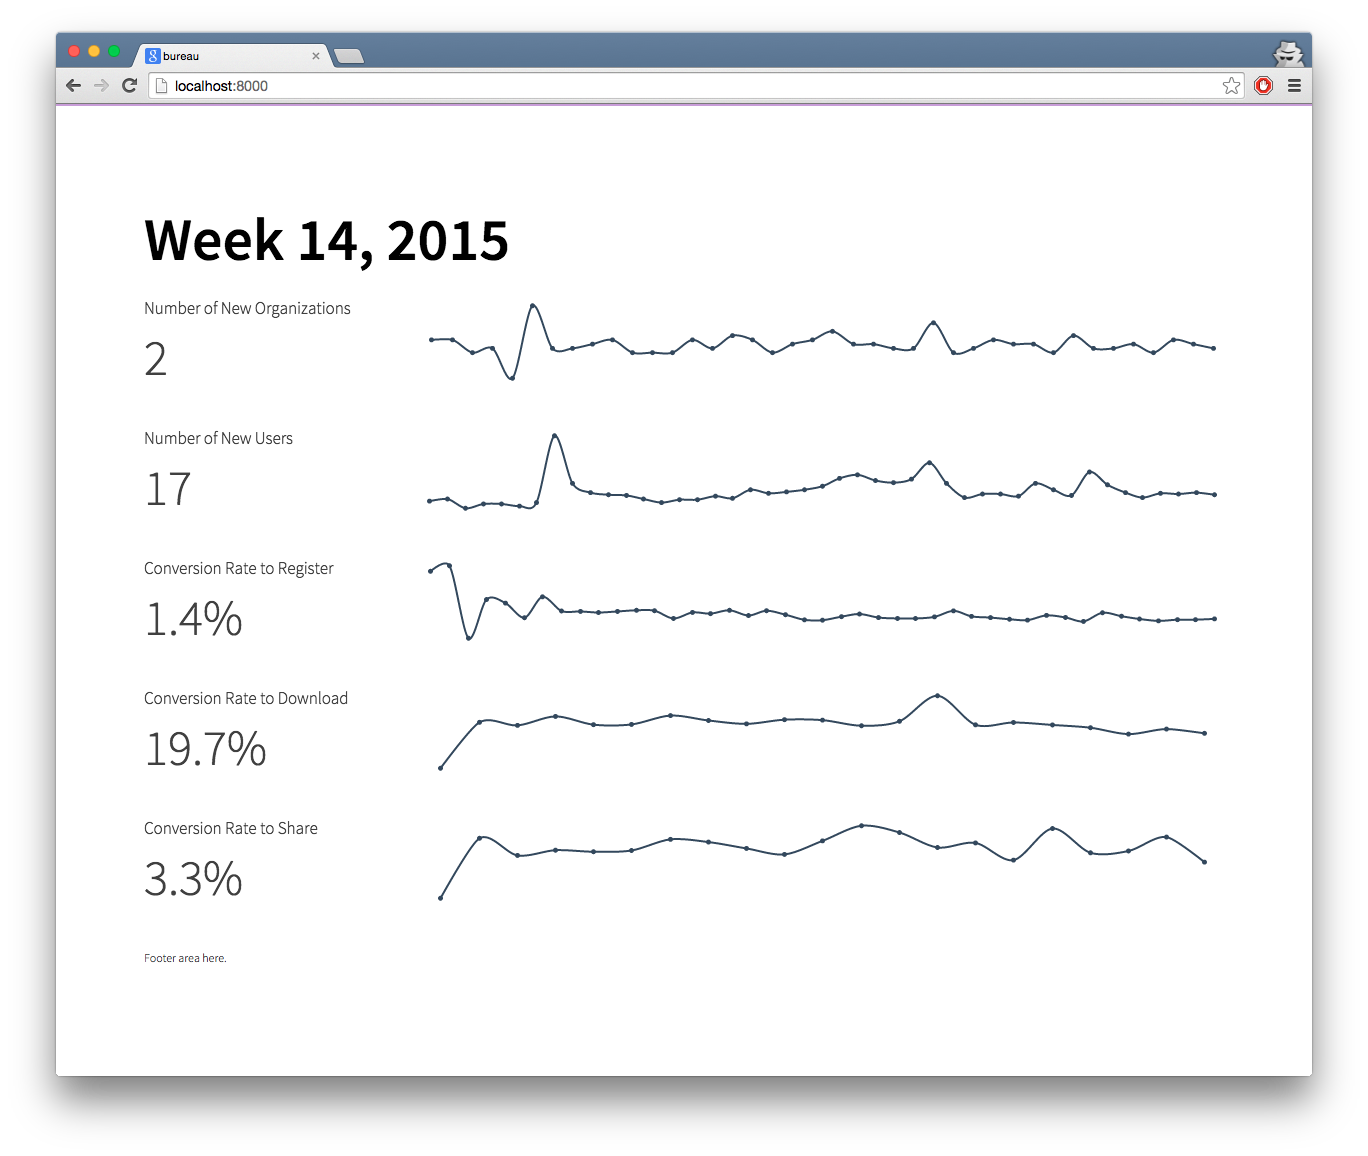 bureau
localhost:8000
Week 14, 2015
Number of New Organizations
2
Number of New Users
17
Conversion Rate to Register
1.4%
Conversion Rate to Download
19.7%
Conversion Rate to Share
3.3%
Footer area here.